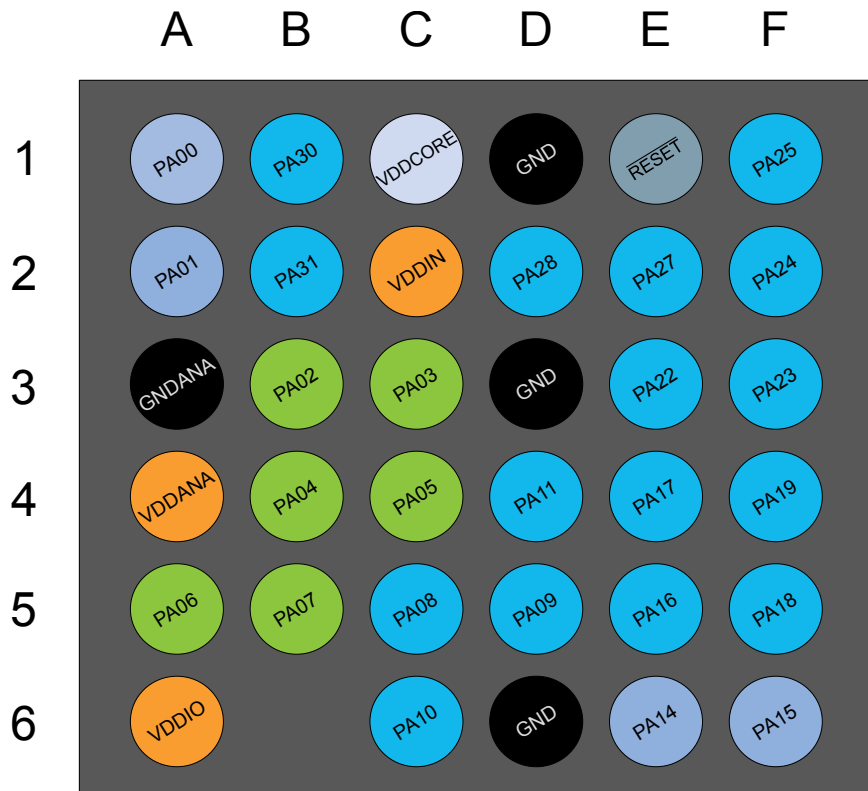 A B C D E F
1 PA00 PA30 VDDCORE GND RESET PA25
2 PA01 PA31 VDDIN PA28 PA27 PA24
3 GNDANA PA02 PA03 GND PA22 PA23
4 VDDANA PA04 PA05 PA11 PA17 PA19
5 PA06 PA07 PA08 PA09 PA16 PA18
6 VDDIO PA10 GND PA14 PA15